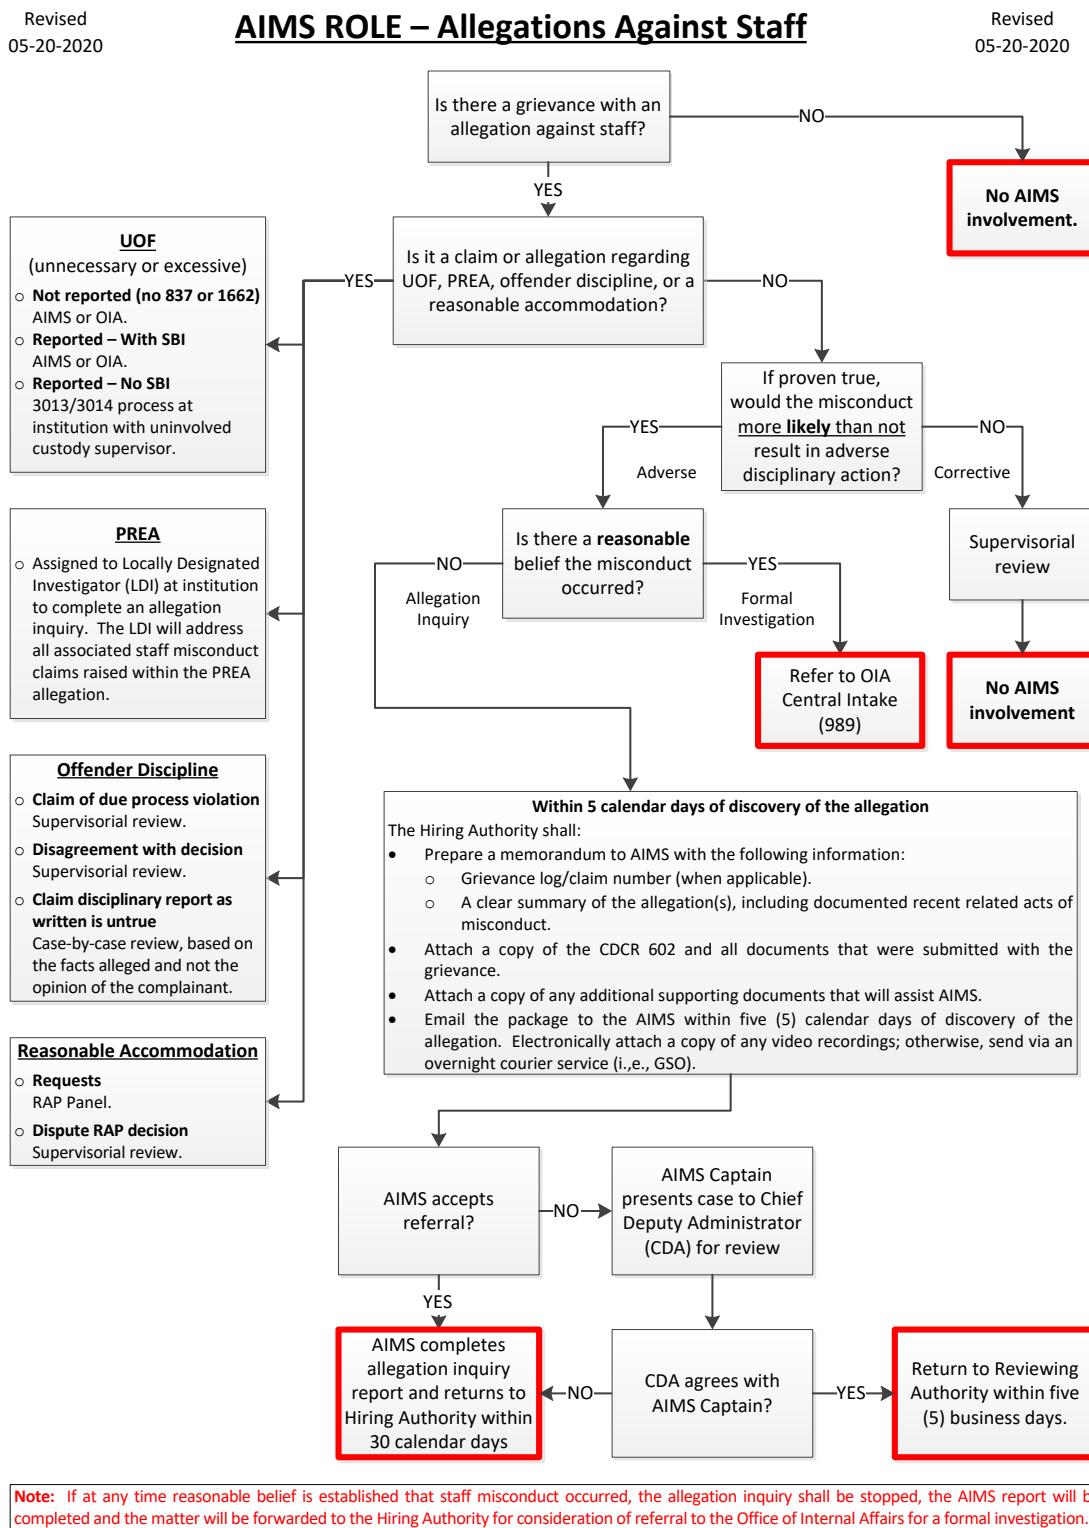 Revised
05-20-2020
AIMS ROLE – Allegations Against Staff
Revised
05-20-2020
Is there a grievance with an
allegation against staff?
NO
YES
No AIMS
involvement.
UOF
(unnecessary or excessive)
o Not reported (no 837 or 1662)
AIMS or OIA.
o Reported – With SBI
AIMS or OIA.
o Reported – No SBI
3013/3014 process at
institution with uninvolved
custody supervisor.
YES
Is it a claim or allegation regarding
UOF, PREA, offender discipline, or a
reasonable accommodation?
NO
If proven true,
would the misconduct
more likely than not
result in adverse
disciplinary action?
YES
Adverse
NO
Corrective
PREA
o Assigned to Locally Designated
Investigator (LDI) at institution
to complete an allegation
inquiry. The LDI will address
all associated staff misconduct
claims raised within the PREA
allegation.
Is there a reasonable
belief the misconduct
occurred?
NO
Allegation
Inquiry
YES
Formal
Investigation
Supervisorial
review
Refer to OIA
Central Intake
(989)
No AIMS
involvement
Offender Discipline
o Claim of due process violation
Supervisorial review.
o Disagreement with decision
Supervisorial review.
o Claim disciplinary report as
written is untrue
Case-by-case review, based on
the facts alleged and not the
opinion of the complainant.
Within 5 calendar days of discovery of the allegation
The Hiring Authority shall:
• Prepare a memorandum to AIMS with the following information:
o Grievance log/claim number (when applicable).
o A clear summary of the allegation(s), including documented recent related acts of
misconduct.
• Attach a copy of the CDCR 602 and all documents that were submitted with the
grievance.
• Attach a copy of any additional supporting documents that will assist AIMS.
• Email the package to the AIMS within five (5) calendar days of discovery of the
allegation. Electronically attach a copy of any video recordings; otherwise, send via an
overnight courier service (i.,e., GSO).
Reasonable Accommodation
o Requests
RAP Panel.
o Dispute RAP decision
Supervisorial review.
AIMS accepts
referral?
NO
AIMS Captain
presents case to Chief
Deputy Administrator
(CDA) for review
YES
AIMS completes
allegation inquiry
report and returns to
Hiring Authority within
30 calendar days
NO
CDA agrees with
AIMS Captain?
YES
Return to Reviewing
Authority within five
(5) business days.
Note: If at any time reasonable belief is established that staff misconduct occurred, the allegation inquiry shall be stopped, the AIMS report will b
completed and the matter will be forwarded to the Hiring Authority for consideration of referral to the Office of Internal Affairs for a formal investigation.